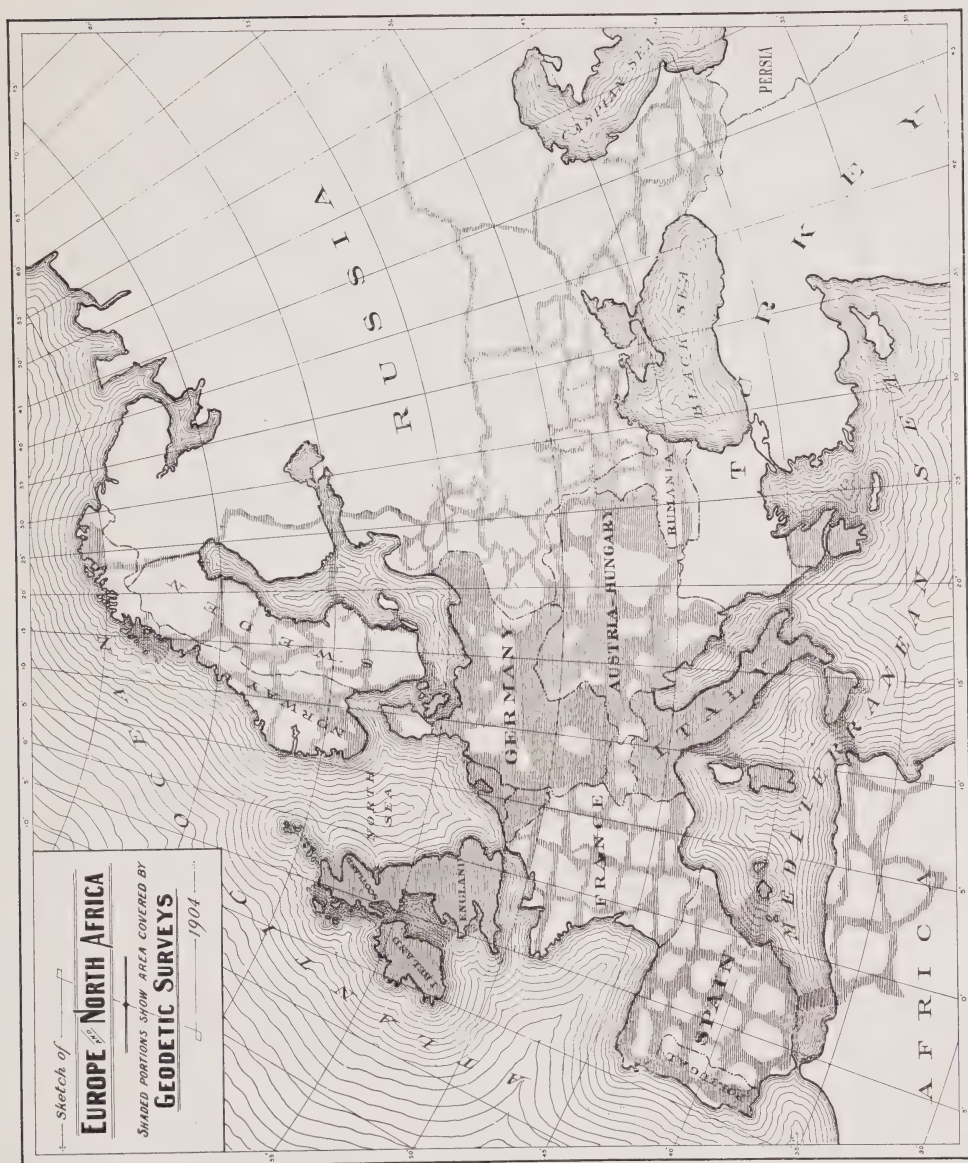 Sketch of
EUROPE AND NORTH AFRICA
SHADED PORTIONS SHOW AREA COVERED BY
GEODETIC SURVEYS
1904
ATLANTIC OCEAN
NORWAY
SWEDEN
RUSSIA
NORTH
SEA
SCOTLAND
IRELAND
ENGLAND
GERMANY
FRANCE
AUSTRIA-HUNGARY
RUMANIA
BLACK SEA
CASPIAN SEA
PERSIA
TURKEY
ITALY
SPAIN
PORTUGAL
MEDITERRANEAN SEA
AFRICA